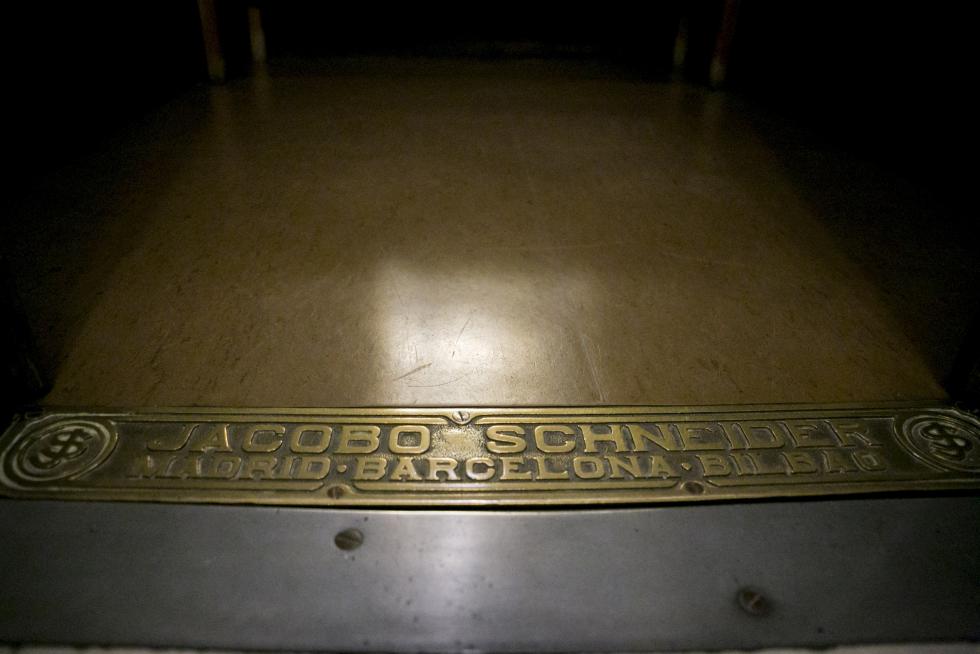 JACOBO SCHNEIDER
MADRID · BARCELONA · BILBAO